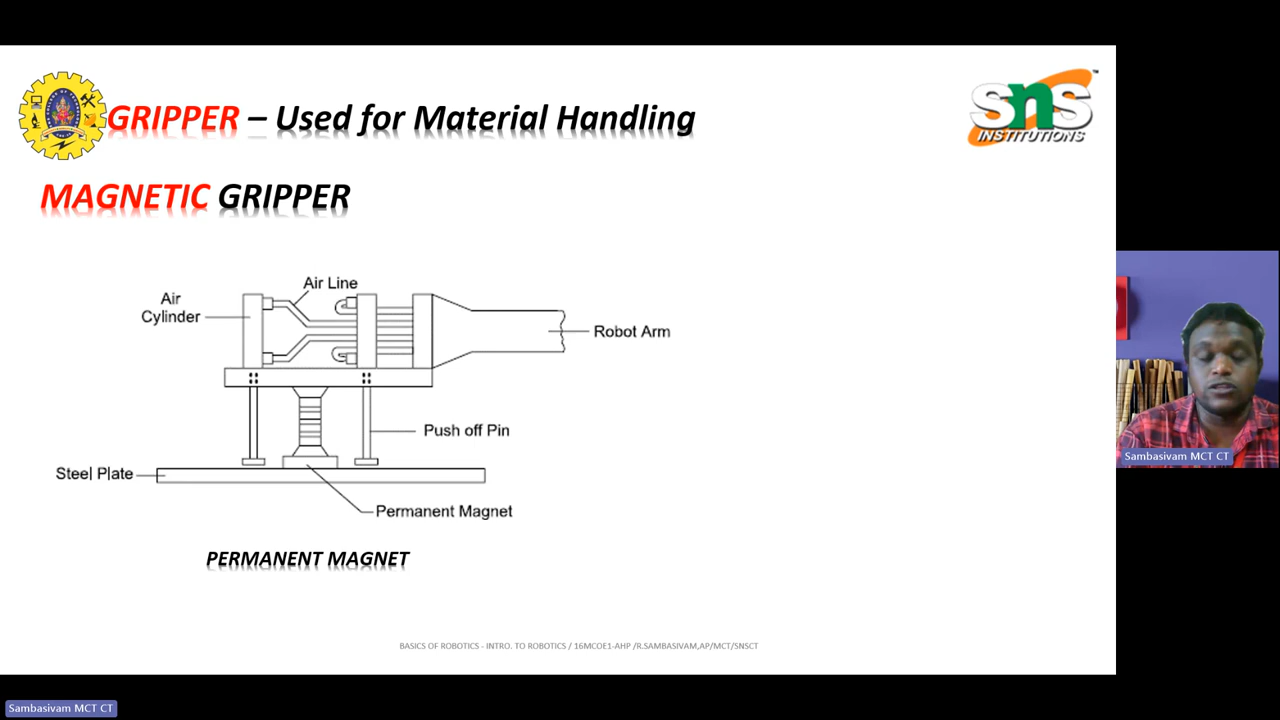 GRIPPER – Used for Material Handling
sns
INSTITUTIONS
MAGNETIC GRIPPER
Air Line
Air
Cylinder
Robot Arm
Push off Pin
Steel Plate
Permanent Magnet
PERMANENT MAGNET
BASICS OF ROBOTICS - INTRO. TO ROBOTICS / 16MCOE1-AHP /R.SAMBASIVAM,AP/MCT/SNSCT
Sambasivam MCT CT
Sambasivam MCT CT